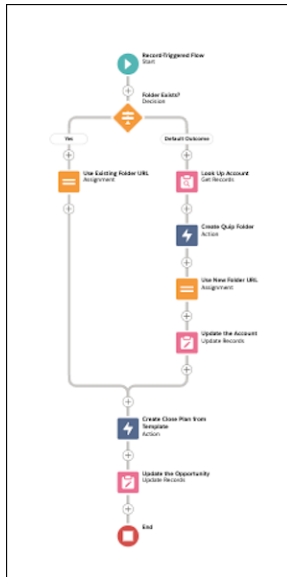 Record-Triggered Flow
Start
Folder Exists?
Decision
Yes
Default Outcome
Use Existing Folder URL
Assignment
Look Up Account
Get Records
Create Quip Folder
Action
Use New Folder URL
Assignment
Update the Account
Update Records
Create Close Plan from
Template
Action
Update the Opportunity
Update Records
End